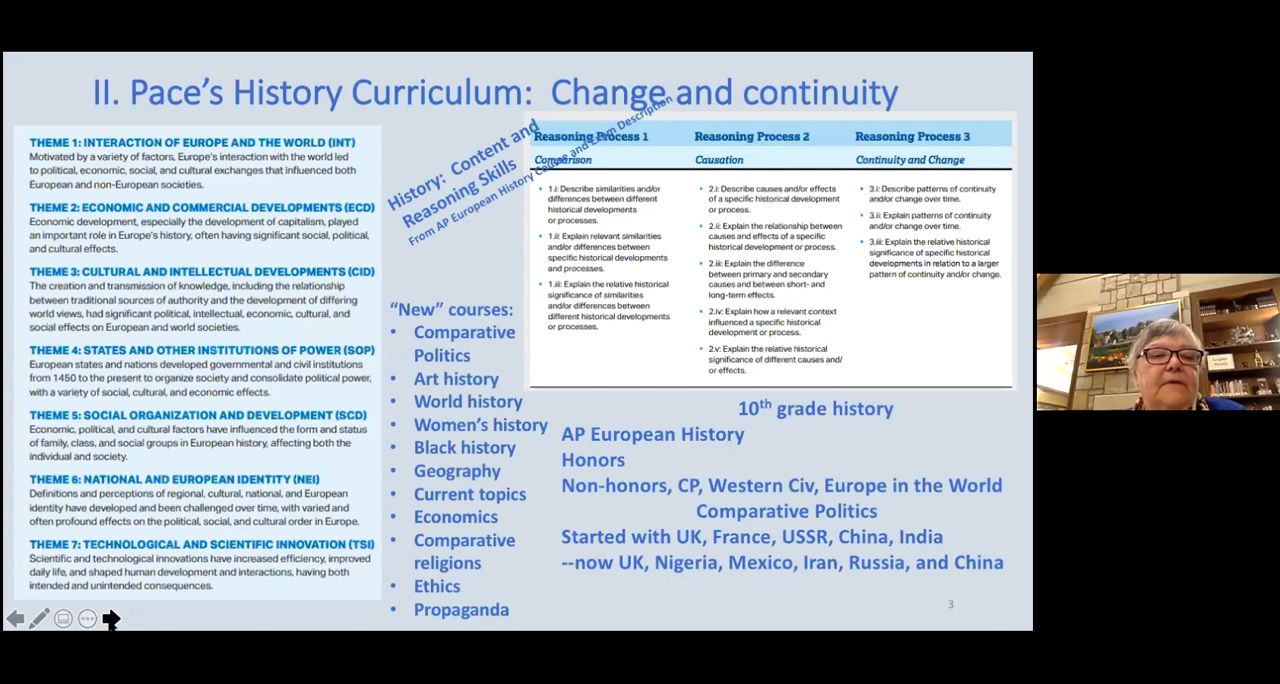 II. Pace's History Curriculum: Change and continuity
THEME 1: INTERACTION OF EUROPE AND THE WORLD (INT)
Motivated by a variety of factors, Europe's interaction with the world led
to political, economic, social, and cultural exchanges that influenced both
European and non-European societies.
THEME 2: ECONOMIC AND COMMERCIAL DEVELOPMENTS (ECD)
Economic development, especially the development of capitalism, played
an important role in Europe's history, often having significant social, political,
and cultural effects.
THEME 3: CULTURAL AND INTELLECTUAL DEVELOPMENTS (CID)
The creation and transmission of knowledge, including the relationship
between traditional sources of authority and the development of differing
world views, had significant political, intellectual, economic, cultural, and
social effects on European and world societies.
THEME 4: STATES AND OTHER INSTITUTIONS OF POWER (SOP)
European states and nations developed governmental and civil institutions
from 1450 to the present to organize society and consolidate political power,
with a variety of social, cultural, and economic effects.
THEME 5: SOCIAL ORGANIZATION AND DEVELOPMENT (SCD)
Economic, political, and cultural factors have influenced the form and status
of family, class, and social groups in European history, affecting both the
individual and society.
THEME 6: NATIONAL AND EUROPEAN IDENTITY (NEI)
Definitions and perceptions of regional, cultural, national, and European
identity have developed and been challenged over time, with varied and
often profound effects on the political, social, and cultural order in Europe.
THEME 7: TECHNOLOGICAL AND SCIENTIFIC INNOVATION (TSI)
Scientific and technological innovations have increased efficiency, improved
daily life, and shaped human development and interactions, having both
intended and unintended consequences.
History: Content and
Reasoning Skills
From AP European History Course and Exam Description
"New" courses:
• Comparative
Politics
• Art history
• World history
• Women's history
• Black history
• Geography
• Current topics
• Economics
• Comparative
religions
• Ethics
• Propaganda
Reasoning Process 1
Comparison
• 1.i: Describe similarities and/or
differences between different
historical developments
or processes.
• 1.ii: Explain relevant similarities
and/or differences between
specific historical developments
and processes.
• 1.iii: Explain the relative historical
significance of similarities
and/or differences between
different historical developments
or processes.
Reasoning Process 2
Causation
• 2.i: Describe causes and/or effects
of a specific historical development
or process.
• 2.ii: Explain the relationship between
causes and effects of a specific
historical development or process.
• 2.iii: Explain the difference
between primary and secondary
causes and between short- and
long-term effects.
• 2.iv: Explain how a relevant context
influenced a specific historical
development or process.
• 2.v: Explain the relative historical
significance of different causes and/
or effects.
Reasoning Process 3
Continuity and Change
• 3.i: Describe patterns of continuity
and/or change over time.
• 3.ii: Explain patterns of continuity
and/or change over time.
• 3.iii: Explain the relative historical
significance of specific historical
developments in relation to a larger
pattern of continuity and/or change.
10th grade history
AP European History
Honors
Non-honors, CP, Western Civ, Europe in the World
Comparative Politics
Started with UK, France, USSR, China, India
--now UK, Nigeria, Mexico, Iran, Russia, and China
3